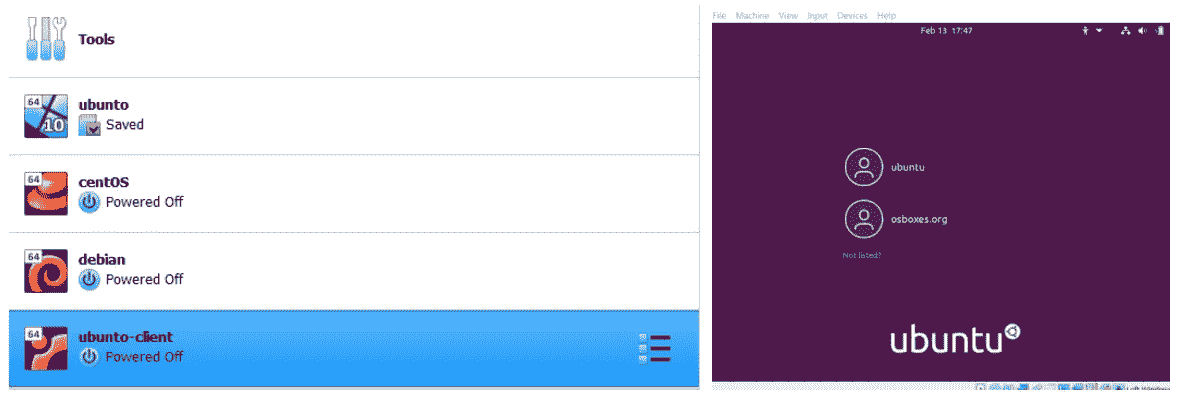 Tools
64
10
ubunto
Saved
64
centOS
Powered Off
64
debian
Powered Off
64
ubunto-client
Powered Off
File Machine View Input Devices Help
Feb 13 17:47
ubuntu
osboxes.org
Not listed?
ubuntu